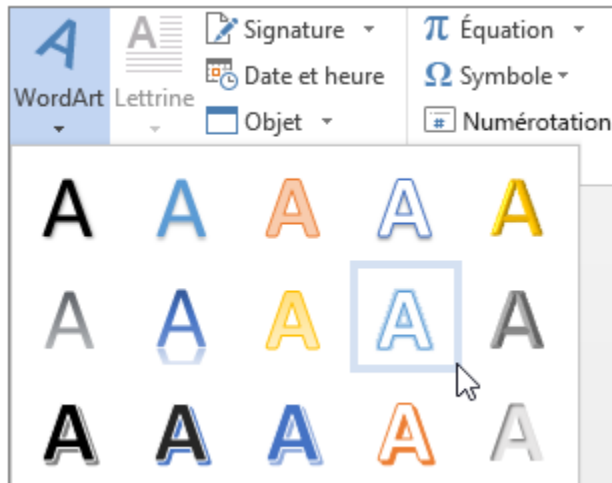 Signature
Date et heure
Objet
WordArt
Lettrine
π Équation
Ω Symbole
# Numérotation
A A A A A
A A A A A
A A A A A